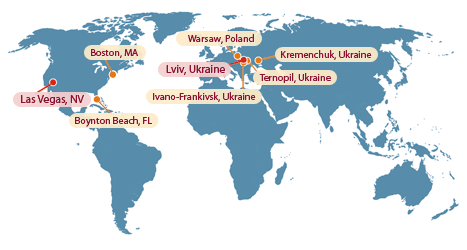 Warsaw, Poland
Boston, MA
Kremenchuk, Ukraine
Lviv, Ukraine
Ternopil, Ukraine
Las Vegas, NV
Ivano-Frankivsk, Ukraine
Boynton Beach, FL